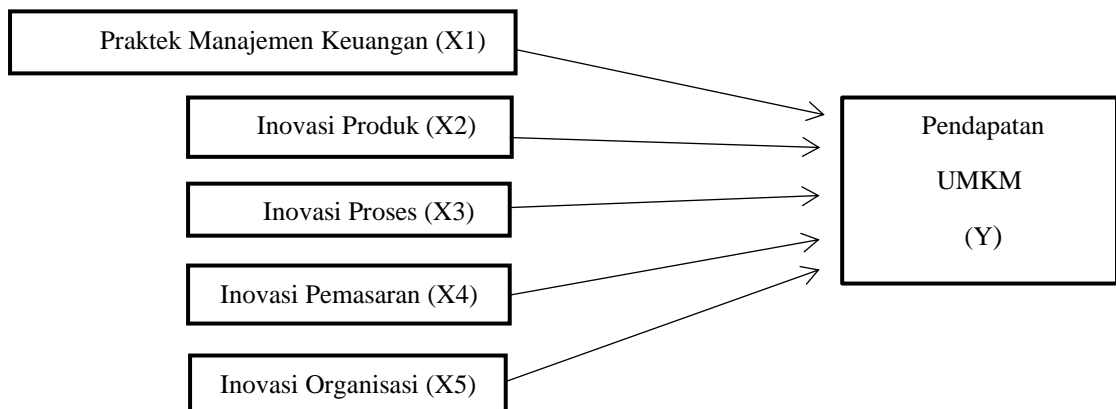 Praktek Manajemen Keuangan (X1)
Inovasi Produk (X2)
Inovasi Proses (X3)
Inovasi Pemasaran (X4)
Inovasi Organisasi (X5)
Pendapatan
UMKM
(Y)